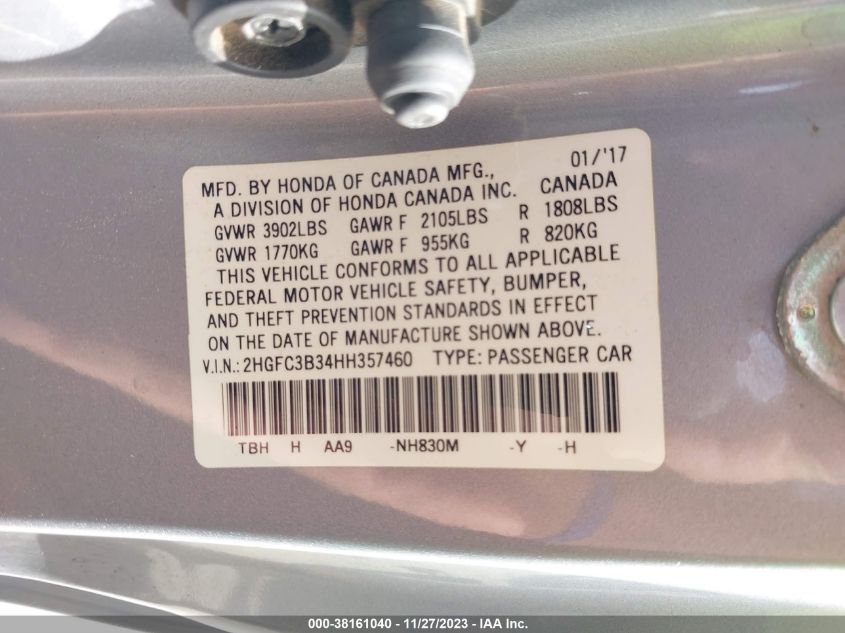 01/'17
MFD. BY HONDA OF CANADA MFG.,
A DIVISION OF HONDA CANADA INC. CANADA
GVWR 3902LBS GAWR F 2105LBS R 1808LBS
GVWR 1770KG GAWR F 955KG R 820KG
THIS VEHICLE CONFORMS TO ALL APPLICABLE
FEDERAL MOTOR VEHICLE SAFETY, BUMPER,
AND THEFT PREVENTION STANDARDS IN EFFECT
ON THE DATE OF MANUFACTURE SHOWN ABOVE.
V.I.N.: 2HGFC3B34HH357460 TYPE: PASSENGER CAR
TBH H AA9 -NH830M -Y -H
000-38161040 - 11/27/2023 - IAA Inc.